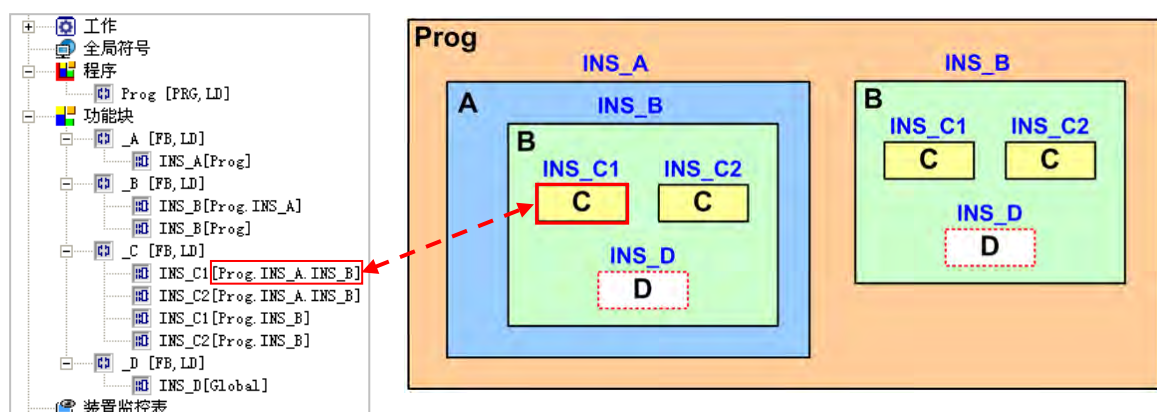 工作
全局符号
程序
Prog [PRG,LD]
功能块
_A [FB,LD]
INS_A[Prog]
_B [FB,LD]
INS_B[Prog.INS_A]
INS_B[Prog]
_C [FB,LD]
INS_C1[Prog.INS_A.INS_B]
INS_C2[Prog.INS_A.INS_B]
INS_C1[Prog.INS_B]
INS_C2[Prog.INS_B]
_D [FB,LD]
INS_D[Global]
装置监控表
Prog
INS_A
A
INS_B
B
INS_C1 INS_C2
C C
INS_D
D
INS_B
B
INS_C1 INS_C2
C C
INS_D
D